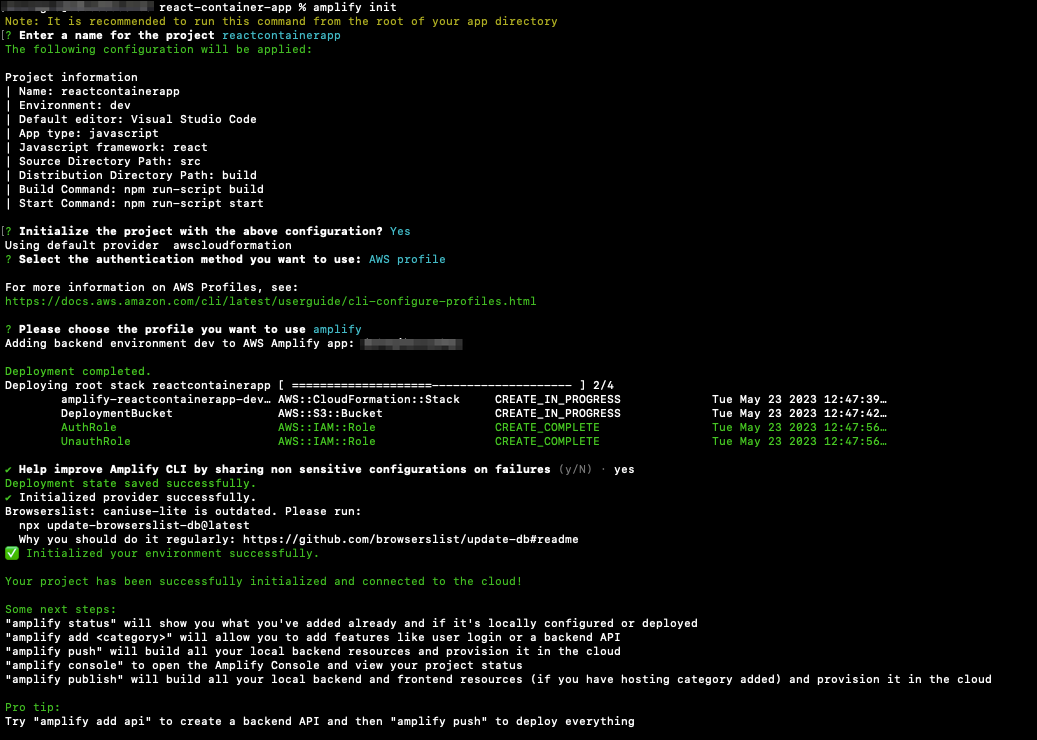 react-container-app % amplify init
Note: It is recommended to run this command from the root of your app directory
[? Enter a name for the project reactcontainerapp
The following configuration will be applied:
Project information
| Name: reactcontainerapp
| Environment: dev
| Default editor: Visual Studio Code
| App type: javascript
| Javascript framework: react
| Source Directory Path: src
| Distribution Directory Path: build
| Build Command: npm run-script build
| Start Command: npm run-script start
[? Initialize the project with the above configuration? Yes
Using default provider  awscloudformation
? Select the authentication method you want to use: AWS profile
For more information on AWS Profiles, see:
https://docs.aws.amazon.com/cli/latest/userguide/cli-configure-profiles.html
? Please choose the profile you want to use amplify
Adding backend environment dev to AWS Amplify app:
Deployment completed.
Deploying root stack reactcontainerapp [ =====================-------------------- ] 2/4
amplify-reactcontainerapp-dev… AWS::CloudFormation::Stack CREATE_IN_PROGRESS Tue May 23 2023 12:47:39…
DeploymentBucket AWS::S3::Bucket CREATE_IN_PROGRESS Tue May 23 2023 12:47:42…
AuthRole AWS::IAM::Role CREATE_COMPLETE Tue May 23 2023 12:47:56…
UnauthRole AWS::IAM::Role CREATE_COMPLETE Tue May 23 2023 12:47:56…
✔ Help improve Amplify CLI by sharing non sensitive configurations on failures (y/N) · yes
Deployment state saved successfully.
✔ Initialized provider successfully.
Browserslist: caniuse-lite is outdated. Please run:
npx update-browserslist-db@latest
Why you should do it regularly: https://github.com/browserslist/update-db#readme
✅ Initialized your environment successfully.
Your project has been successfully initialized and connected to the cloud!
Some next steps:
"amplify status" will show you what you've added already and if it's locally configured or deployed
"amplify add <category>" will allow you to add features like user login or a backend API
"amplify push" will build all your local backend resources and provision it in the cloud
"amplify console" to open the Amplify Console and view your project status
"amplify publish" will build all your local backend and frontend resources (if you have hosting category added) and provision it in the cloud
Pro tip:
Try "amplify add api" to create a backend API and then "amplify push" to deploy everything